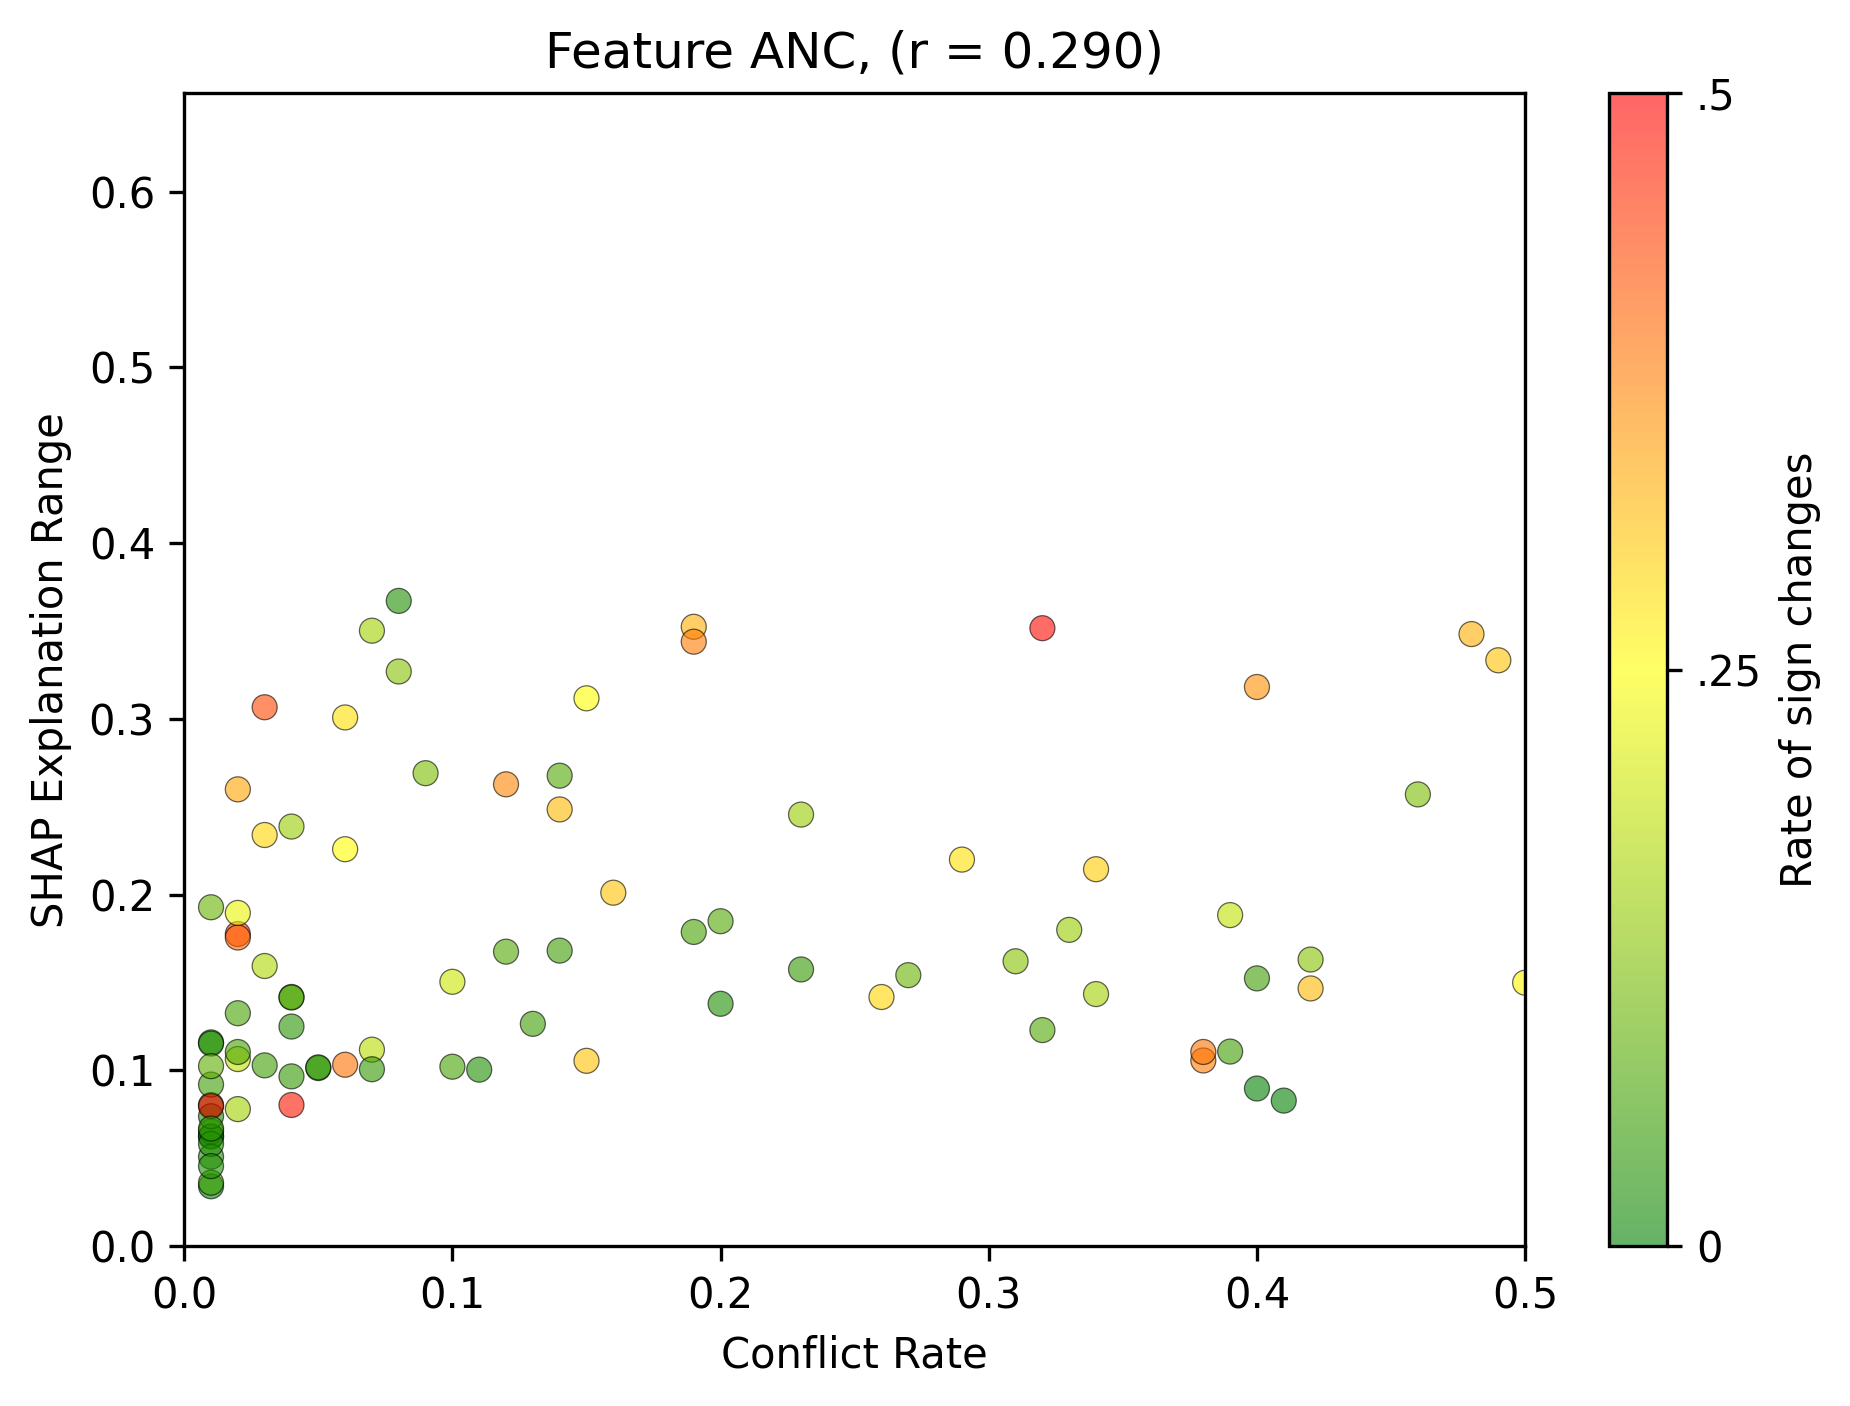 Feature ANC, (r = 0.290)
SHAP Explanation Range
0.6
0.5
0.4
0.3
0.2
0.1
0.0
0.0 0.1 0.2 0.3 0.4 0.5
Conflict Rate
.5
.25
0
Rate of sign changes